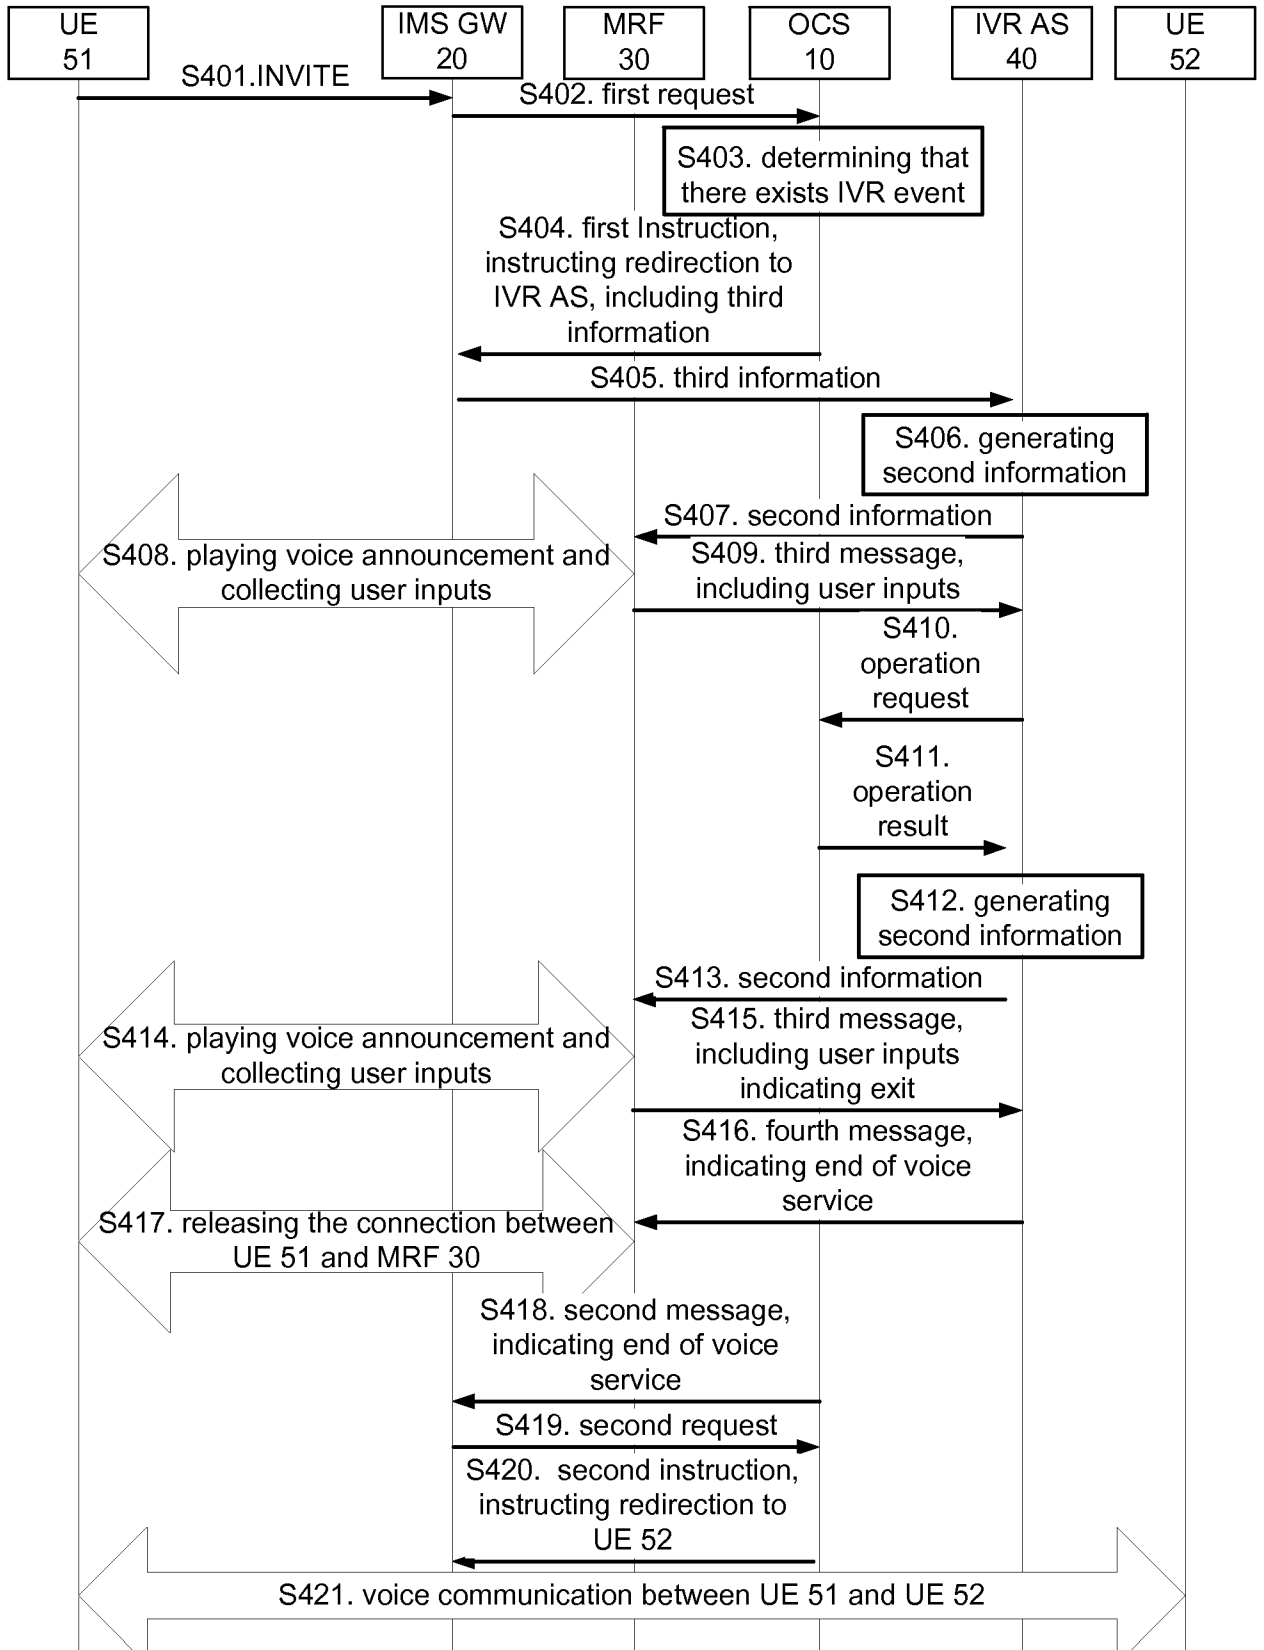 UE
51
IMS GW
20
MRF
30
OCS
10
IVR AS
40
UE
52
S401.INVITE
S402. first request
S403. determining that
there exists IVR event
S404. first Instruction,
instructing redirection to
IVR AS, including third
information
S405. third information
S406. generating
second information
S407. second information
S408. playing voice announcement and
collecting user inputs
S409. third message,
including user inputs
S410.
operation
request
S411.
operation
result
S412. generating
second information
S413. second information
S414. playing voice announcement and
collecting user inputs
S415. third message,
including user inputs
indicating exit
S416. fourth message,
indicating end of voice
service
S417. releasing the connection between
UE 51 and MRF 30
S418. second message,
indicating end of voice
service
S419. second request
S420. second instruction,
instructing redirection to
UE 52
S421. voice communication between UE 51 and UE 52